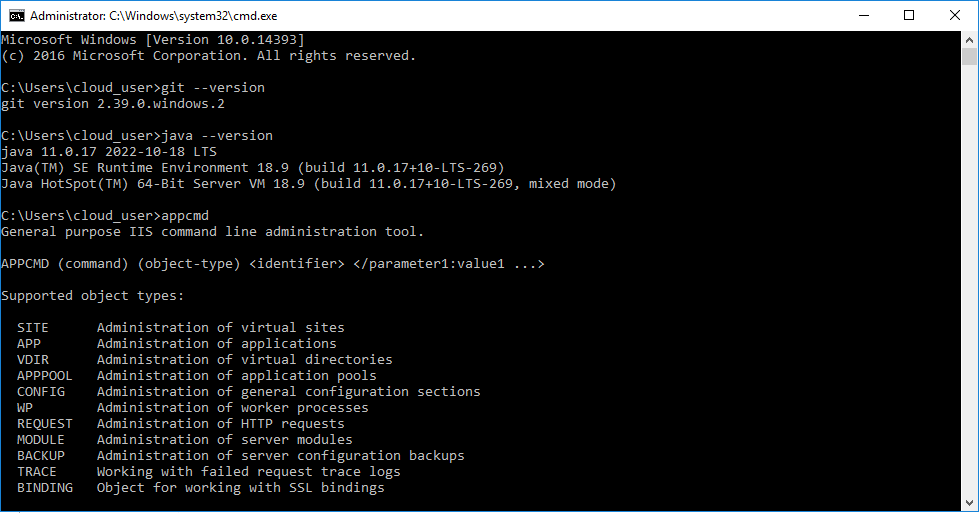 Administrator: C:\Windows\system32\cmd.exe
Microsoft Windows [Version 10.0.14393]
(c) 2016 Microsoft Corporation. All rights reserved.
C:\Users\cloud_user>git --version
git version 2.39.0.windows.2
C:\Users\cloud_user>java --version
java 11.0.17 2022-10-18 LTS
Java(TM) SE Runtime Environment 18.9 (build 11.0.17+10-LTS-269)
Java HotSpot(TM) 64-Bit Server VM 18.9 (build 11.0.17+10-LTS-269, mixed mode)
C:\Users\cloud_user>appcmd
General purpose IIS command line administration tool.
APPCMD (command) (object-type) <identifier> </parameter1:value1 ...>
Supported object types:
SITE Administration of virtual sites
APP Administration of applications
VDIR Administration of virtual directories
APPPOOL Administration of application pools
CONFIG Administration of general configuration sections
WP Administration of worker processes
REQUEST Administration of HTTP requests
MODULE Administration of server modules
BACKUP Administration of server configuration backups
TRACE Working with failed request trace logs
BINDING Object for working with SSL bindings